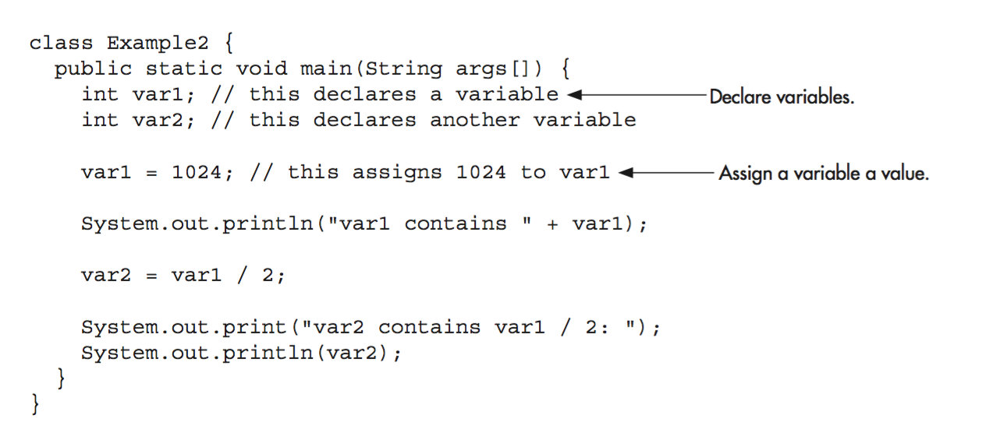 class Example2 {
public static void main(String args[]) {
int var1; // this declares a variable Declare variables.
int var2; // this declares another variable
var1 = 1024; // this assigns 1024 to var1 Assign a variable a value.
System.out.println("var1 contains " + var1);
var2 = var1 / 2;
System.out.print("var2 contains var1 / 2: ");
System.out.println(var2);
}
}